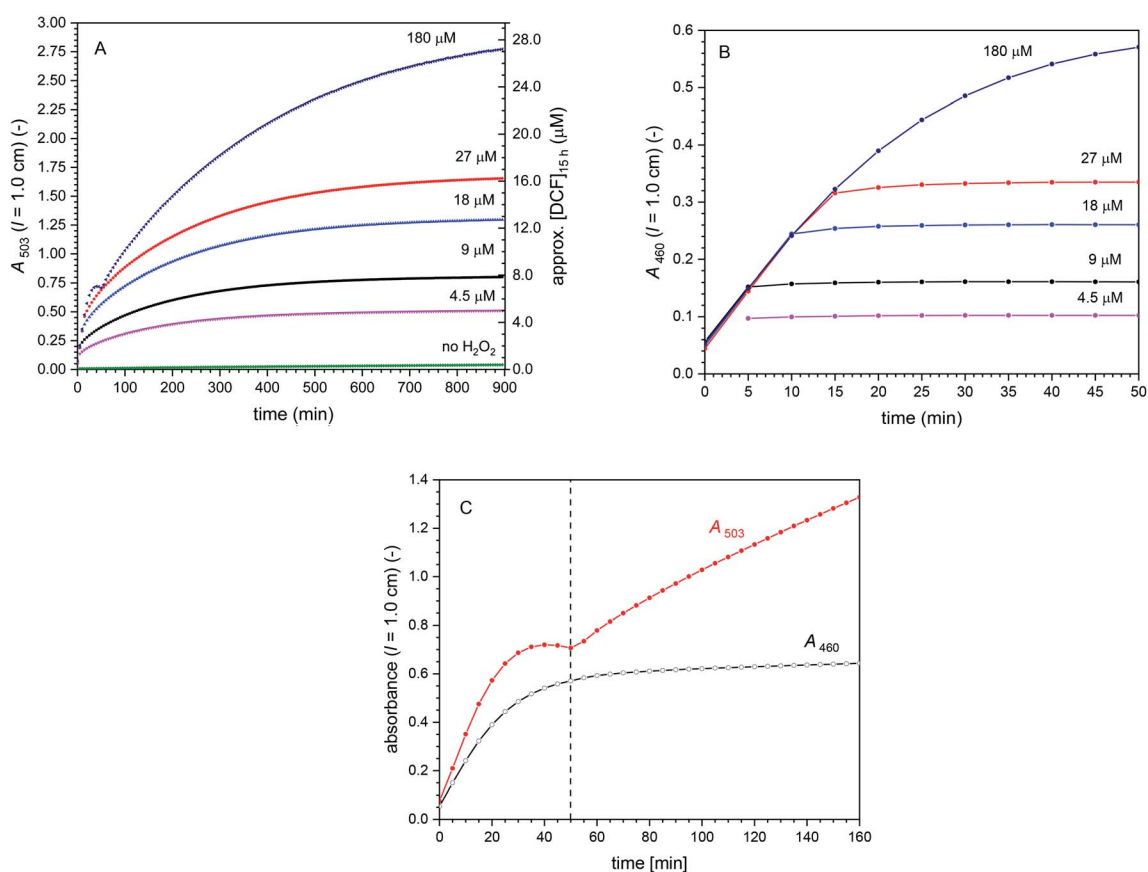 A
A 503 (l = 1.0 cm) (-)
3.00
2.75
2.50
2.25
2.00
1.75
1.50
1.25
1.00
0.75
0.50
0.25
0.00
180 µM
27 µM
18 µM
9 µM
4.5 µM
no H2O2
28.0
24.0
20.0
16.0
12.0
8.0
4.0
0.0
approx. [DCF]15 h (µM)
0 100 200 300 400 500 600 700 800 900
time (min)
B
A 460 (l = 1.0 cm) (-)
0.6
0.5
0.4
0.3
0.2
0.1
0.0
180 µM
27 µM
18 µM
9 µM
4.5 µM
0 5 10 15 20 25 30 35 40 45 50
time (min)
C
absorbance (l = 1.0 cm) (-)
1.4
1.2
1.0
0.8
0.6
0.4
0.2
0.0
A 503
A 460
0 20 40 60 80 100 120 140 160
time [min]